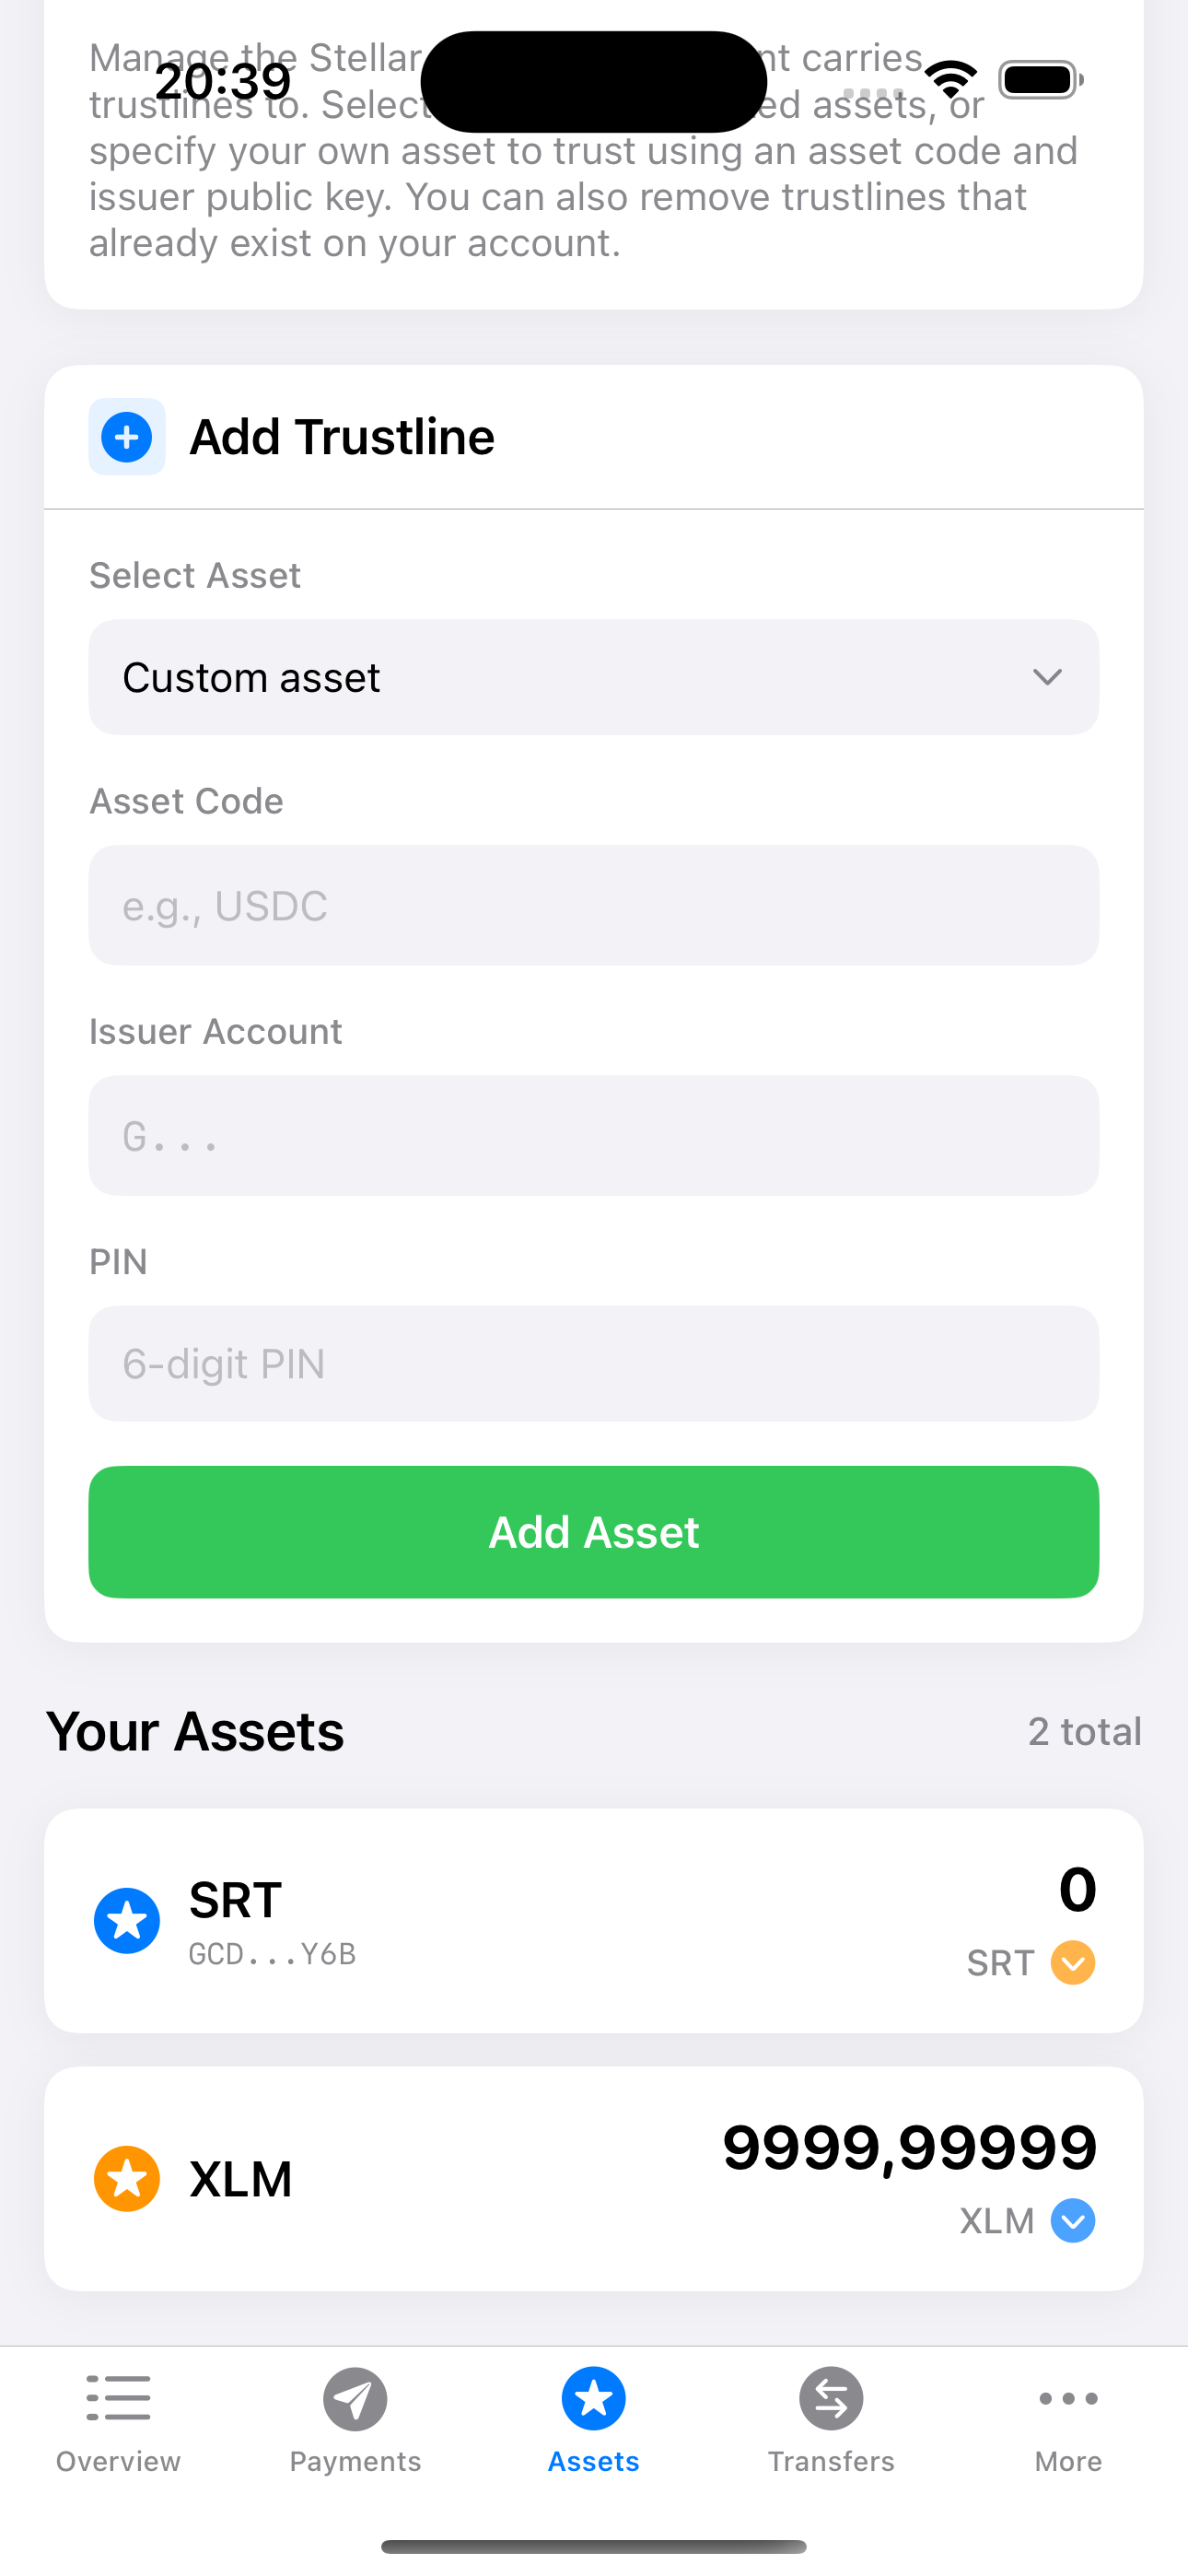 Manage the Stellar nt carries
20:39
trustlines to. Select ed assets, or
specify your own asset to trust using an asset code and
issuer public key. You can also remove trustlines that
already exist on your account.
Add Trustline
Select Asset
Custom asset
Asset Code
e.g., USDC
Issuer Account
G...
PIN
6-digit PIN
Add Asset
Your Assets
2 total
SRT
GCD...Y6B
0
SRT
XLM
9999,99999
XLM
Overview
Payments
Assets
Transfers
More